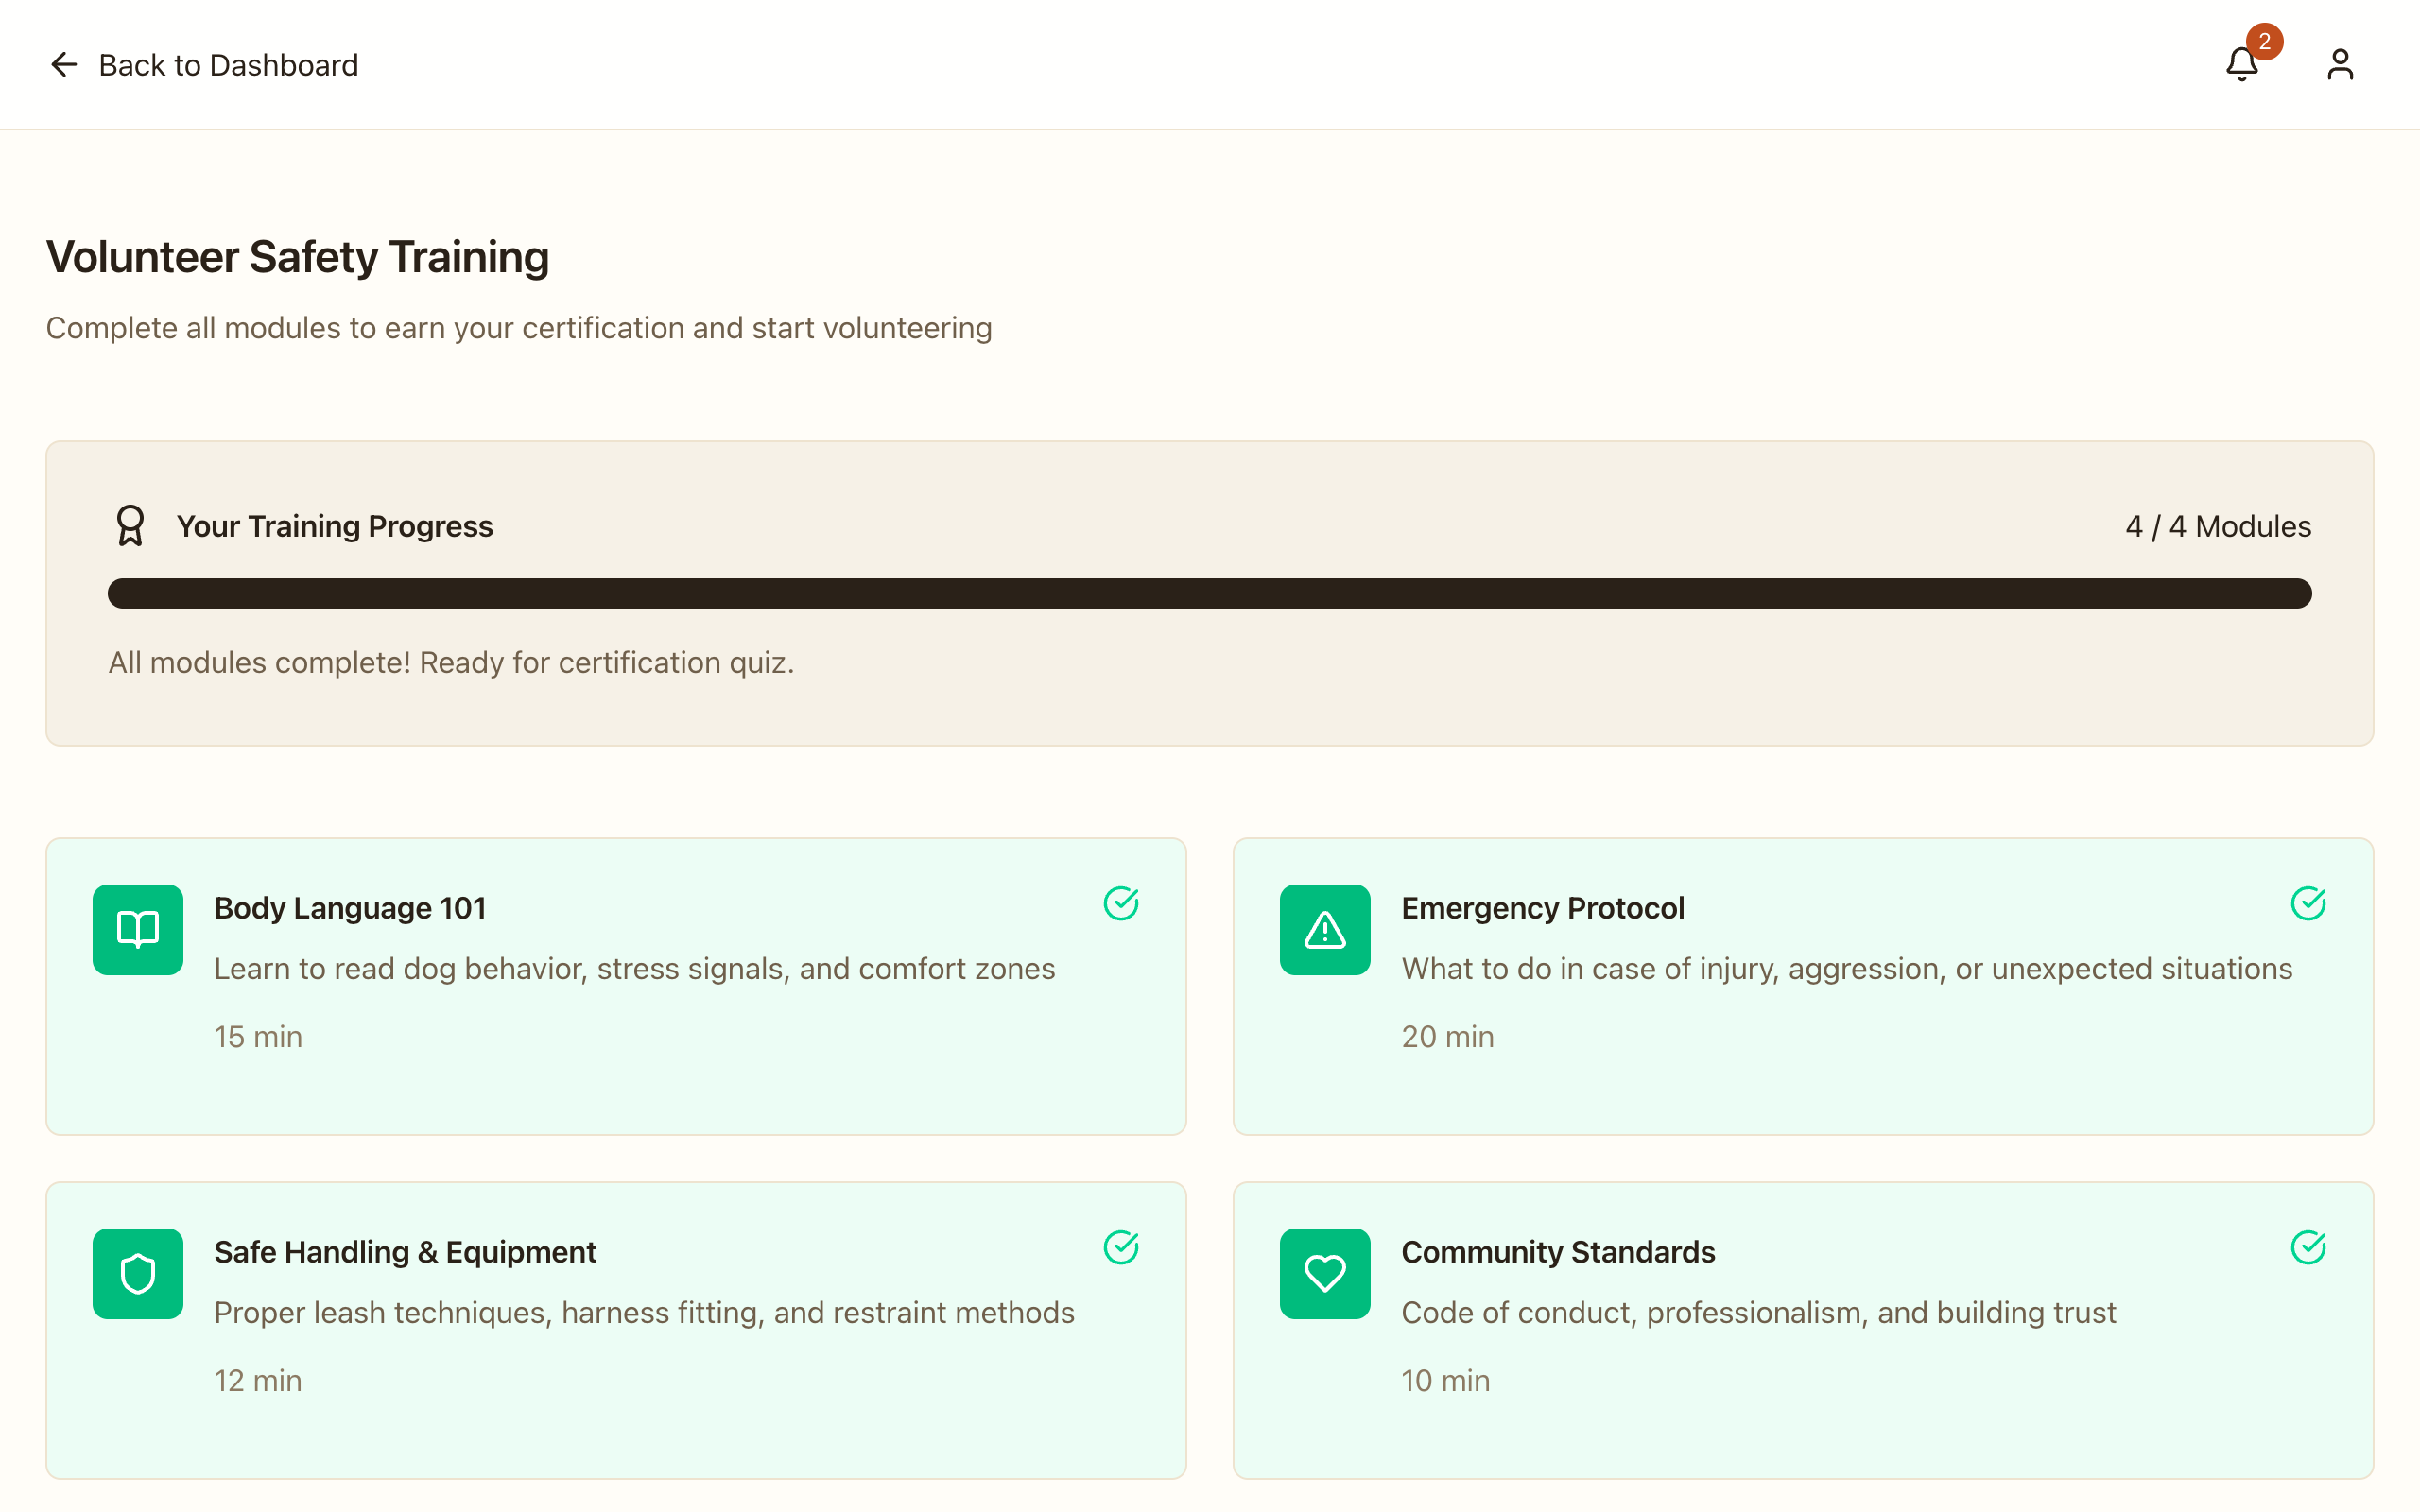 Back to Dashboard
2
Volunteer Safety Training
Complete all modules to earn your certification and start volunteering
Your Training Progress
4 / 4 Modules
All modules complete! Ready for certification quiz.
Body Language 101
Learn to read dog behavior, stress signals, and comfort zones
15 min
Emergency Protocol
What to do in case of injury, aggression, or unexpected situations
20 min
Safe Handling & Equipment
Proper leash techniques, harness fitting, and restraint methods
12 min
Community Standards
Code of conduct, professionalism, and building trust
10 min